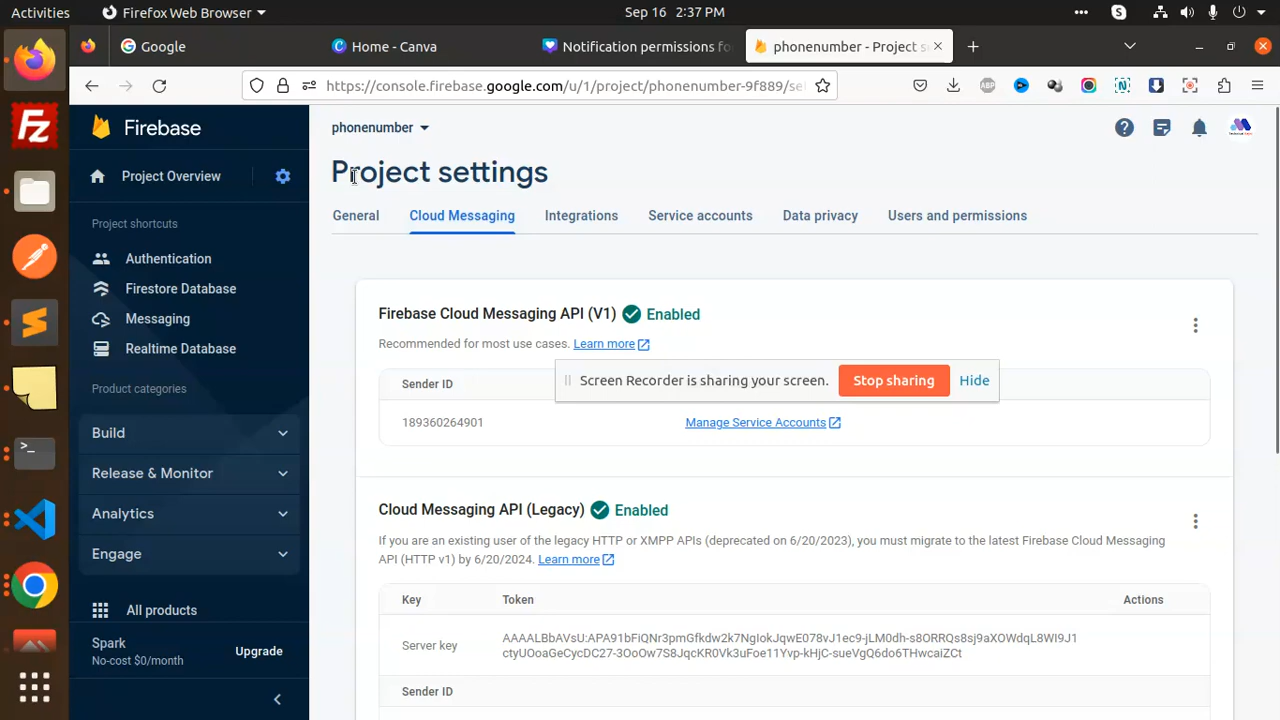 Activities
Firefox Web Browser
Sep 16 2:37 PM
Google
Home - Canva
Notification permissions fo
phonenumber - Project s
https://console.firebase.google.com/u/1/project/phonenumber-9f889/se
Firebase
Project Overview
Project shortcuts
Authentication
Firestore Database
Messaging
Realtime Database
Product categories
Build
Release & Monitor
Analytics
Engage
All products
Spark
No-cost $0/month
Upgrade
phonenumber
Project settings
General
Cloud Messaging
Integrations
Service accounts
Data privacy
Users and permissions
Firebase Cloud Messaging API (V1)
Enabled
Recommended for most use cases. Learn more
Screen Recorder is sharing your screen.
Stop sharing
Hide
Sender ID
189360264901
Manage Service Accounts
Cloud Messaging API (Legacy)
Enabled
If you are an existing user of the legacy HTTP or XMPP APIs (deprecated on 6/20/2023), you must migrate to the latest Firebase Cloud Messaging
API (HTTP v1) by 6/20/2024. Learn more
Key
Token
Actions
Server key
AAAALBbAVsU:APA91bFiQNr3pmGfkdw2k7NgIokJqwE078vJ1ec9-jLM0dh-s8ORRQs8sj9aXOWdqL8WI9J1
ctyUOoaGeCycDC27-3OoOw7S8JqcKR0Vk3uFoe11Yvp-kHjC-sueVgQ6do6THwcaiZCt
Sender ID